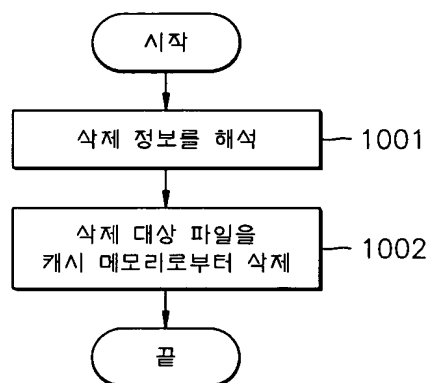 시작
삭제 정보를 해석
1001
삭제 대상 파일을
캐시 메모리로부터 삭제
1002
끝